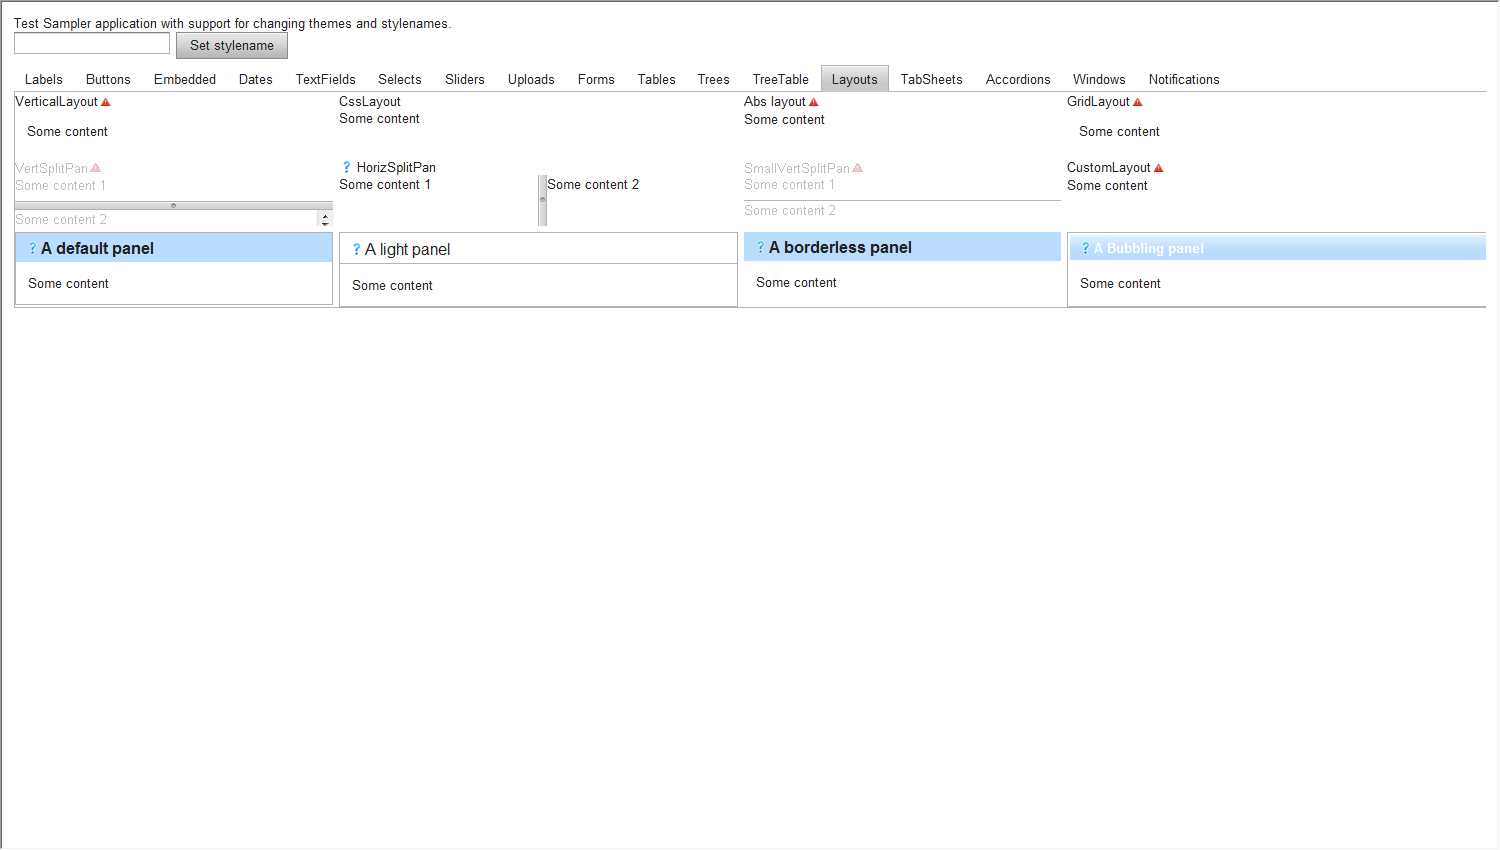 Test Sampler application with support for changing themes and stylenames.
Set stylename
Labels Buttons Embedded Dates TextFields Selects Sliders Uploads Forms Tables Trees TreeTable Layouts TabSheets Accordions Windows Notifications
VerticalLayout CssLayout Abs layout GridLayout
Some content Some content Some content Some content
VertSplitPan HorizSplitPan SmallVertSplitPan CustomLayout
Some content 1 Some content 1 Some content 2 Some content 1 Some content
Some content 2 Some content 2
? A default panel ? A light panel ? A borderless panel ? A Bubbling panel
Some content Some content Some content Some content